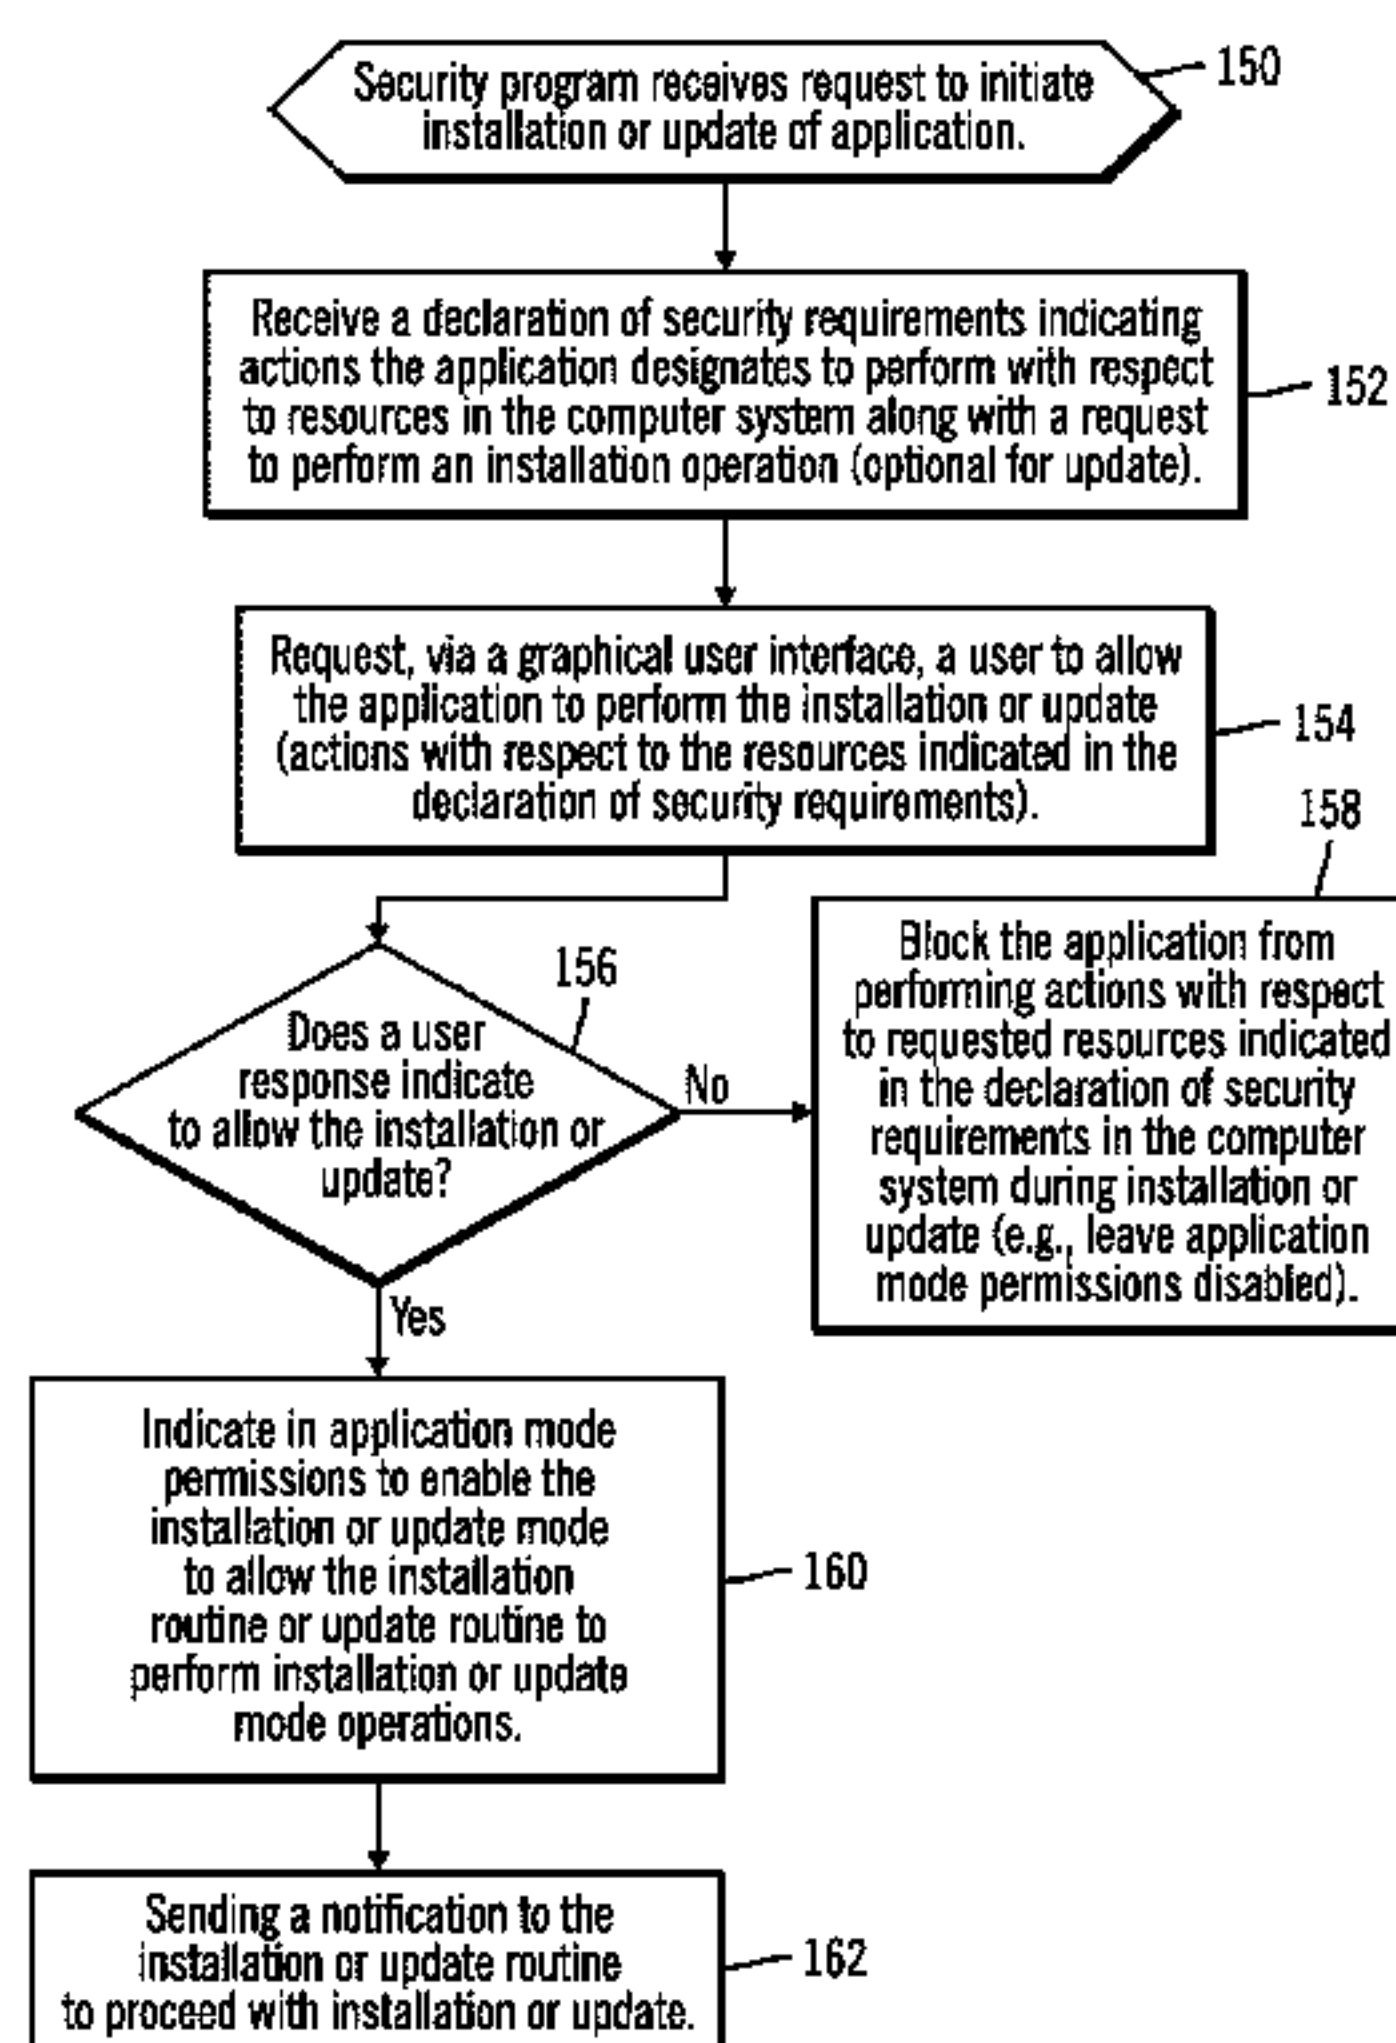 Security program receives request to initiate
installation or update of application.
150
Receive a declaration of security requirements indicating
actions the application designates to perform with respect
to resources in the computer system along with a request
to perform an installation operation (optional for update).
152
Request, via a graphical user interface, a user to allow
the application to perform the installation or update
(actions with respect to the resources indicated in the
declaration of security requirements).
154
156
Does a user
response indicate
to allow the installation or
update?
No
Yes
158
Block the application from
performing actions with respect
to requested resources indicated
in the declaration of security
requirements in the computer
system during installation or
update (e.g., leave application
mode permissions disabled).
Indicate in application mode
permissions to enable the
installation or update mode
to allow the installation
routine or update routine to
perform installation or update
mode operations.
160
Sending a notification to the
installation or update routine
to proceed with installation or update.
162